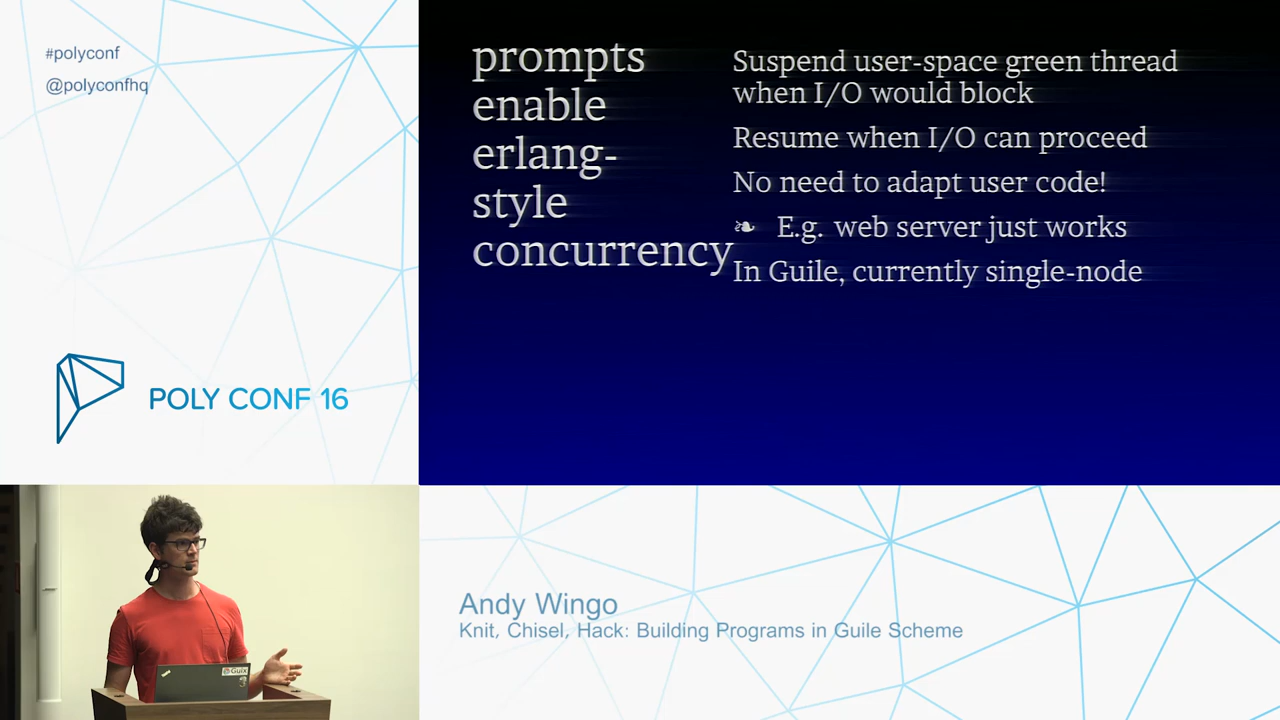 #polyconf
@polyconfhq
POLY CONF 16
prompts
enable
erlang-
style
concurrency
Suspend user-space green thread
when I/O would block
Resume when I/O can proceed
No need to adapt user code!
❧ E.g. web server just works
In Guile, currently single-node
Guix
Andy Wingo
Knit, Chisel, Hack: Building Programs in Guile Scheme